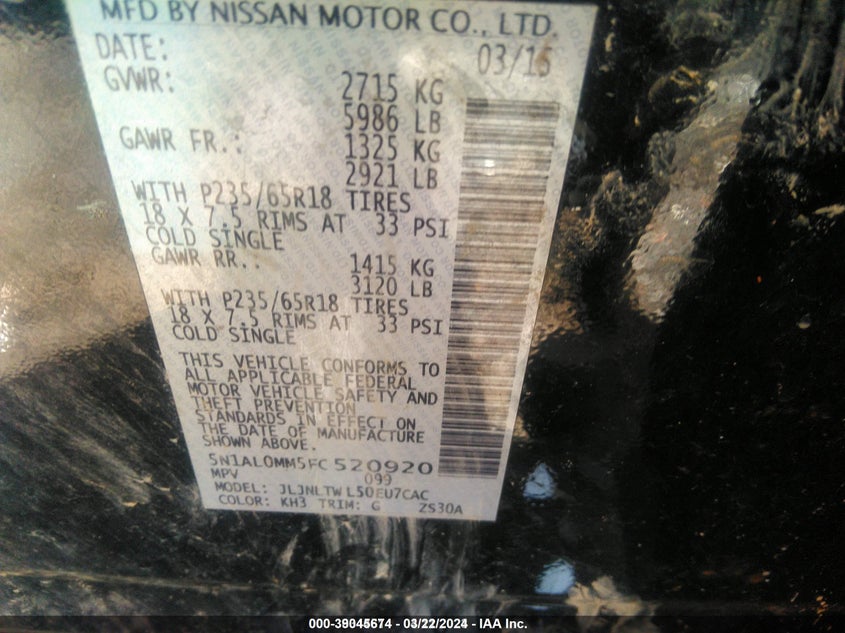 MFD BY NISSAN MOTOR CO., LTD.
DATE: 03/15
GVWR: 2715 KG
5986 LB
GAWR FR.: 1325 KG
2921 LB
WITH P235/65R18 TIRES
18 X 7.5 RIMS AT 33 PSI
COLD SINGLE
GAWR RR.. 1415 KG
3120 LB
WITH P235/65R18 TIRES
18 X 7.5 RIMS AT 33 PSI
COLD SINGLE
THIS VEHICLE CONFORMS TO
ALL APPLICABLE FEDERAL
MOTOR VEHICLE SAFETY AND
THEFT PREVENTION
STANDARDS IN EFFECT ON
THE DATE OF MANUFACTURE
SHOWN ABOVE.
5N1AL0MM5FC 520920
MPV 099
MODEL: JLJNLTW L50EU7CAC
COLOR: KH3 TRIM: G ZS30A
000-39045674 - 03/22/2024 - IAA Inc.